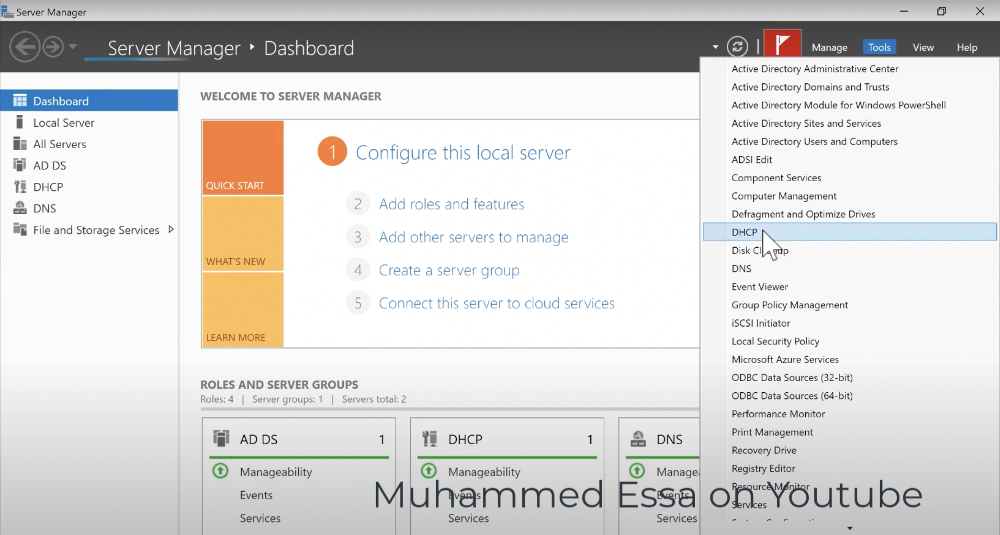 Server Manager
Server Manager
Dashboard
Manage
Tools
View
Help
Dashboard
Local Server
All Servers
AD DS
DHCP
DNS
File and Storage Services
WELCOME TO SERVER MANAGER
QUICK START
WHAT'S NEW
LEARN MORE
1 Configure this local server
2 Add roles and features
3 Add other servers to manage
4 Create a server group
5 Connect this server to cloud services
ROLES AND SERVER GROUPS
Roles: 4 | Server groups: 1 | Servers total: 2
AD DS 1
Manageability
Events
Services
DHCP 1
Manageability
Events
Services
DNS
Managea
Events
Services
Active Directory Administrative Center
Active Directory Domains and Trusts
Active Directory Module for Windows PowerShell
Active Directory Sites and Services
Active Directory Users and Computers
ADSI Edit
Component Services
Computer Management
Defragment and Optimize Drives
DHCP
Disk Cleanup
DNS
Event Viewer
Group Policy Management
iSCSI Initiator
Local Security Policy
Microsoft Azure Services
ODBC Data Sources (32-bit)
ODBC Data Sources (64-bit)
Performance Monitor
Print Management
Recovery Drive
Registry Editor
Resource Monitor
Services
Muhammed Essa on Youtube